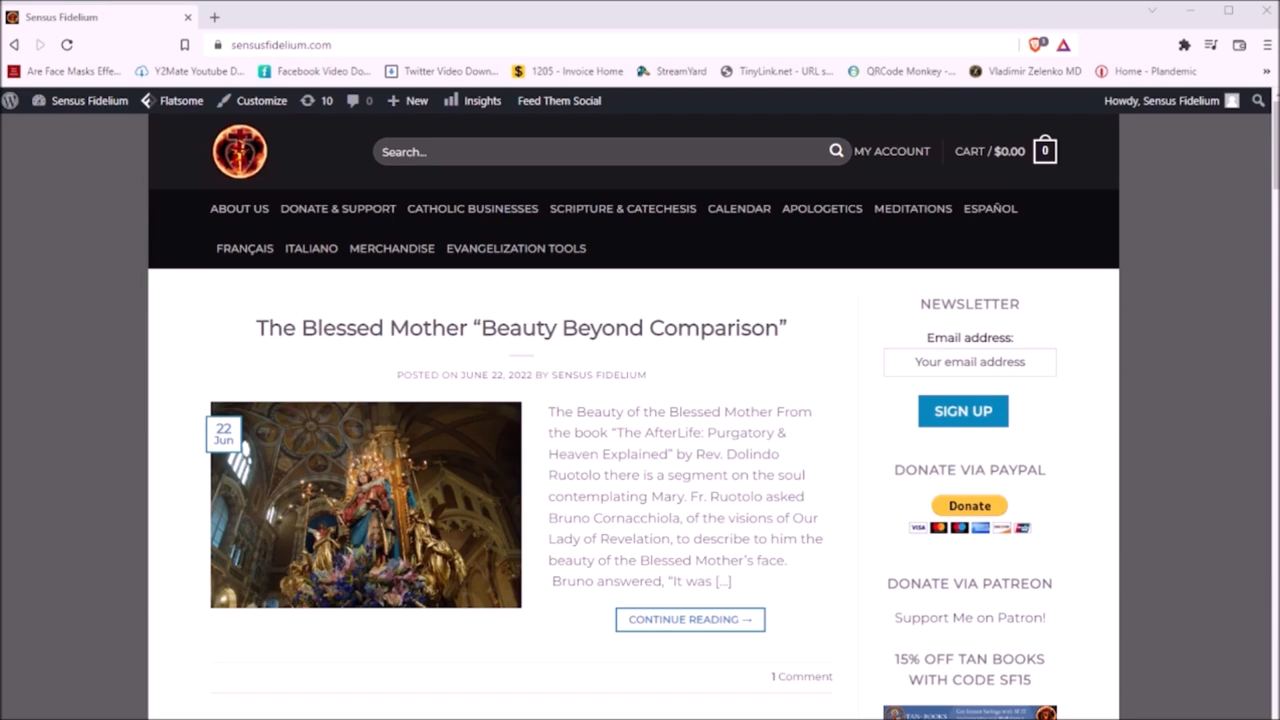 Sensus Fidelium
sensusfidelium.com
Are Face Masks Effe...
Y2Mate Youtube D...
Facebook Video Do...
Twitter Video Down...
1205 - Invoice Home
StreamYard
TinyLink.net - URL s...
QRCode Monkey -...
Vladimir Zelenko MD
Home - Plandemic
Sensus Fidelium
Flatsome
Customize
10
0
New
Insights
Feed Them Social
Howdy, Sensus Fidelium
Search...
MY ACCOUNT
CART / $0.00
0
ABOUT US
DONATE & SUPPORT
CATHOLIC BUSINESSES
SCRIPTURE & CATECHESIS
CALENDAR
APOLOGETICS
MEDITATIONS
ESPAÑOL
FRANÇAIS
ITALIANO
MERCHANDISE
EVANGELIZATION TOOLS
The Blessed Mother “Beauty Beyond Comparison”
POSTED ON JUNE 22, 2022 BY SENSUS FIDELIUM
22
Jun
The Beauty of the Blessed Mother From
the book “The AfterLife: Purgatory &
Heaven Explained” by Rev. Dolindo
Ruotolo there is a segment on the soul
contemplating Mary. Fr. Ruotolo asked
Bruno Cornacchiola, of the visions of Our
Lady of Revelation, to describe to him the
beauty of the Blessed Mother’s face.
Bruno answered, “It was [...]
CONTINUE READING →
1 Comment
NEWSLETTER
Email address:
Your email address
SIGN UP
DONATE VIA PAYPAL
Donate
VISA
DONATE VIA PATREON
Support Me on Patron!
15% OFF TAN BOOKS
WITH CODE SF15
TAN·BOOKS